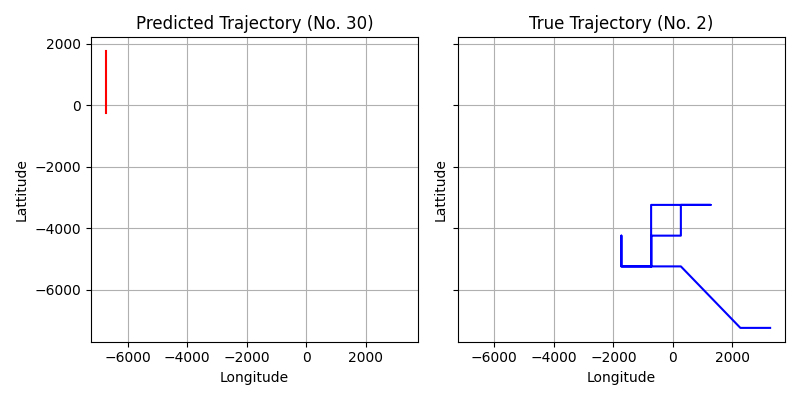 Predicted Trajectory (No. 30)
True Trajectory (No. 2)
2000
0
−2000
−4000
−6000
Lattitude
Lattitude
−6000 −4000 −2000 0 2000
−6000 −4000 −2000 0 2000
Longitude
Longitude